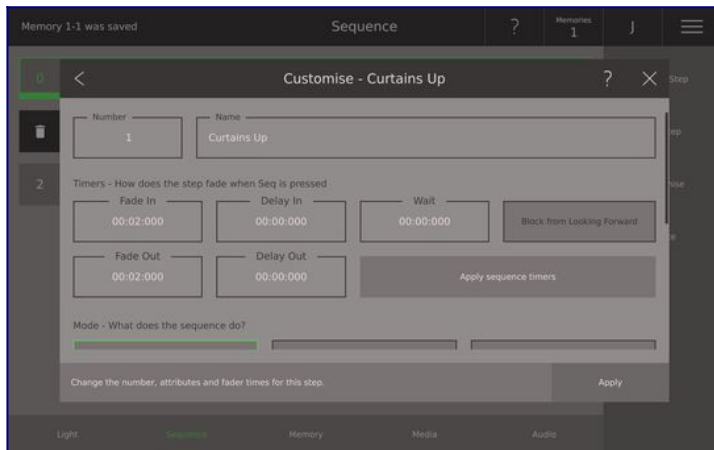 Memory 1-1 was saved
Sequence
?
Memories
1
J
0
Step
Customise - Curtains Up
?
Number
1
Name
Curtains Up
ep
2
mise
Timers - How does the step fade when Seq is pressed
Fade In
00:02:000
Delay In
00:00:000
Wait
00:00:000
Block from Looking Forward
e
Fade Out
00:02:000
Delay Out
00:00:000
Apply sequence timers
Mode - What does the sequence do?
Change the number, attributes and fader times for this step.
Apply
Light
Sequence
Memory
Media
Audio